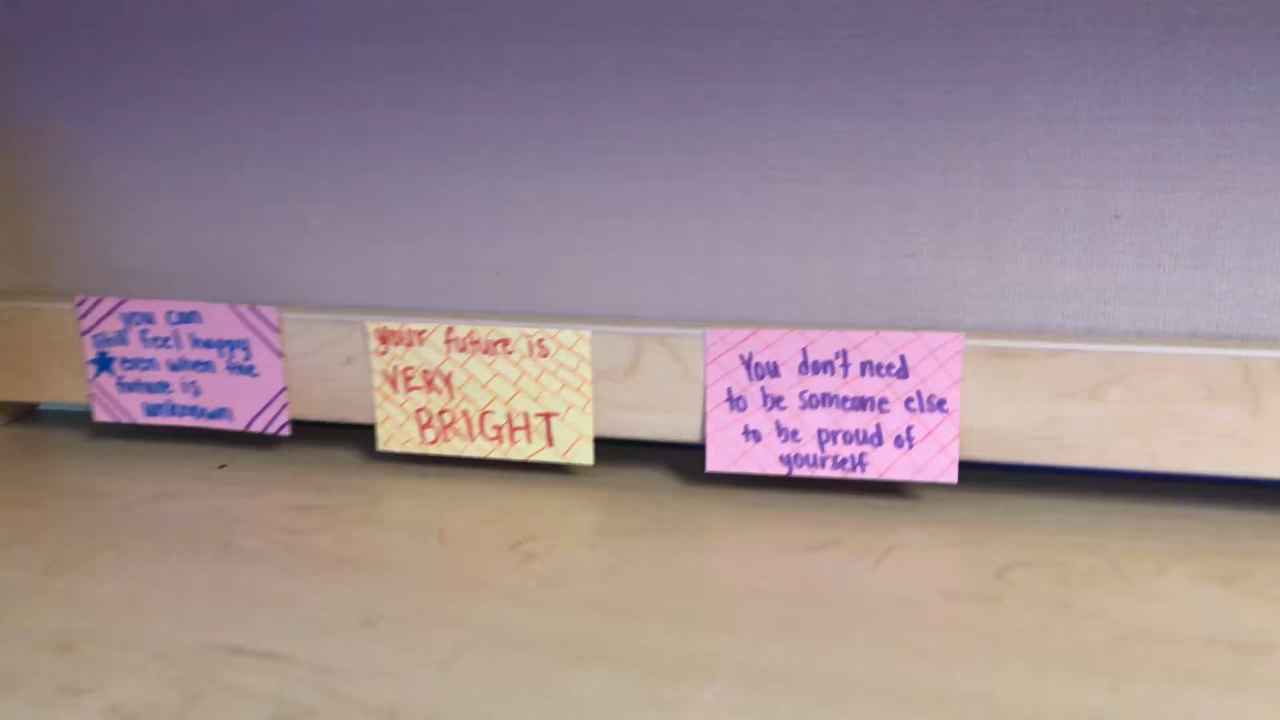 you can
still feel happy
even when the
future is
unknown
your future is
VERY
BRIGHT
You don't need
to be someone else
to be proud of
yourself